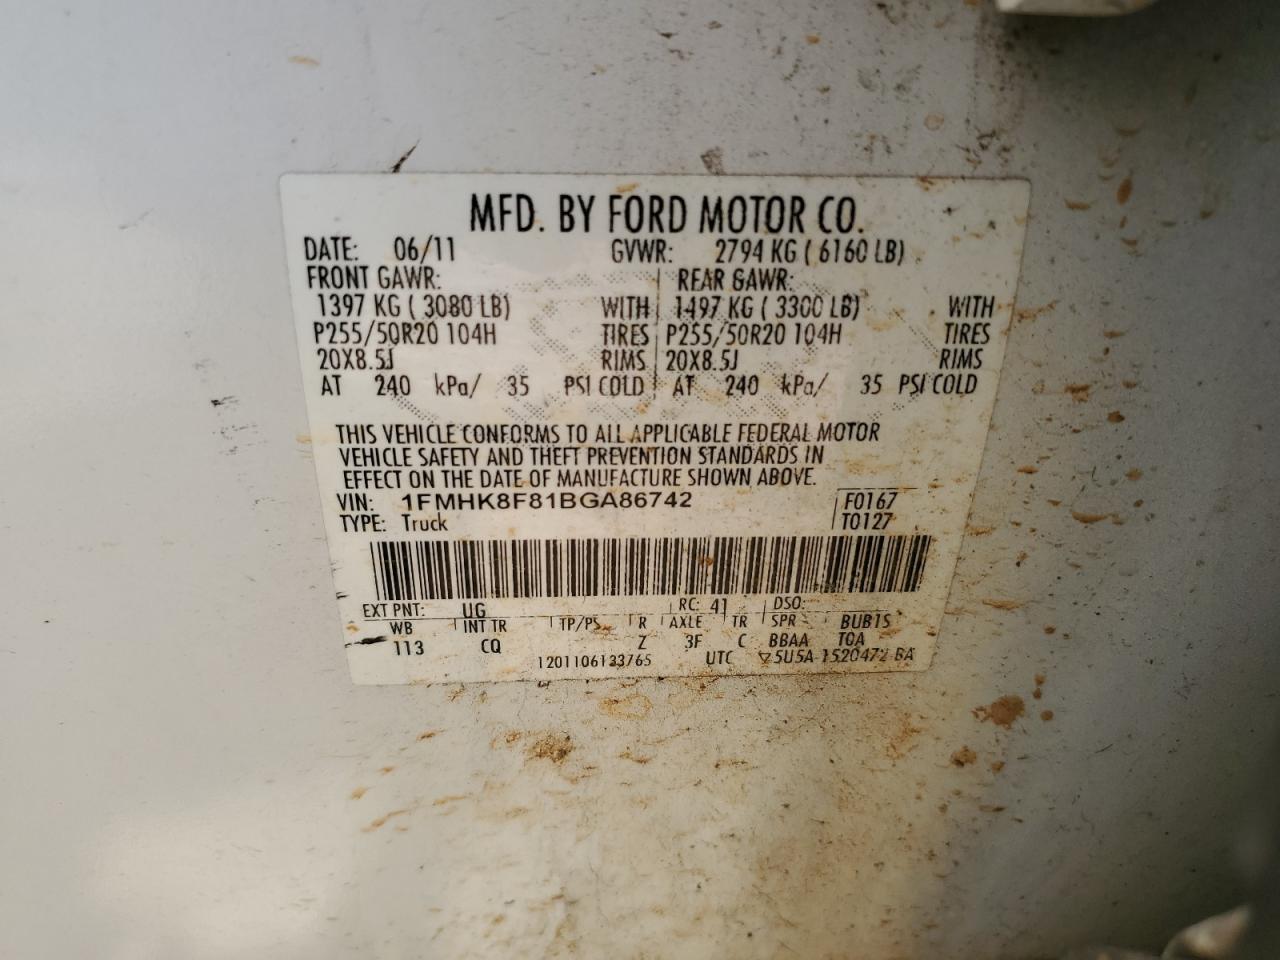 MFD. BY FORD MOTOR CO.
DATE: 06/11 GVWR: 2794 KG ( 6160 LB)
FRONT GAWR: REAR GAWR:
1397 KG ( 3080 LB) WITH 1497 KG ( 3300 LB) WITH
P255/50R20 104H TIRES P255/50R20 104H TIRES
20X8.5J RIMS 20X8.5J RIMS
AT 240 kPa/ 35 PSI COLD AT 240 kPa/ 35 PSI COLD
THIS VEHICLE CONFORMS TO ALL APPLICABLE FEDERAL MOTOR
VEHICLE SAFETY AND THEFT PREVENTION STANDARDS IN
EFFECT ON THE DATE OF MANUFACTURE SHOWN ABOVE.
VIN: 1FMHK8F81BGA86742 F0167
TYPE: Truck T0127
EXT PNT: UG RC: 41 DSO:
WB INT TR TP/PS R AXLE TR SPR BUB1S
113 CQ Z 3F C BBAA TOA
1201106133765 UTC ▽5U5A-1520472-BA